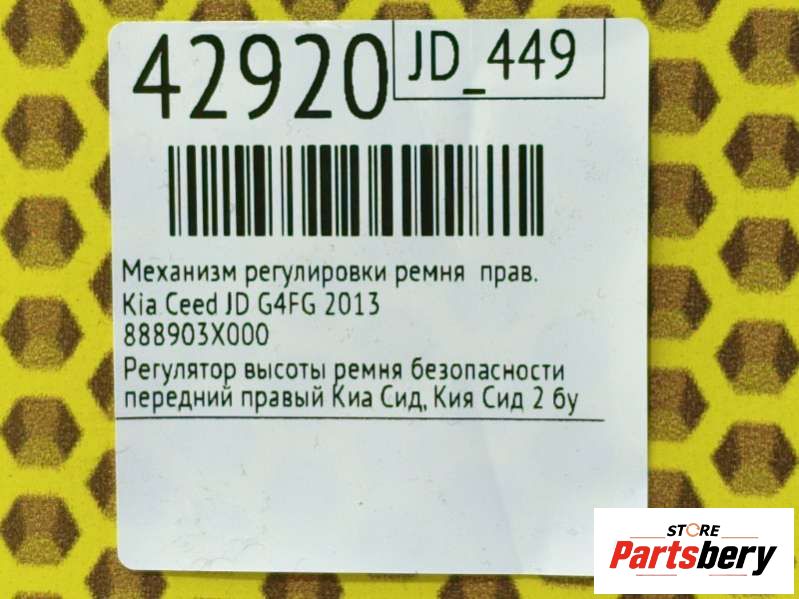 42920
JD_449
Механизм регулировки ремня прав.
Kia Ceed JD G4FG 2013
888903X000
Регулятор высоты ремня безопасности
передний правый Киа Сид, Кия Сид 2 бу
STORE
Partsbery